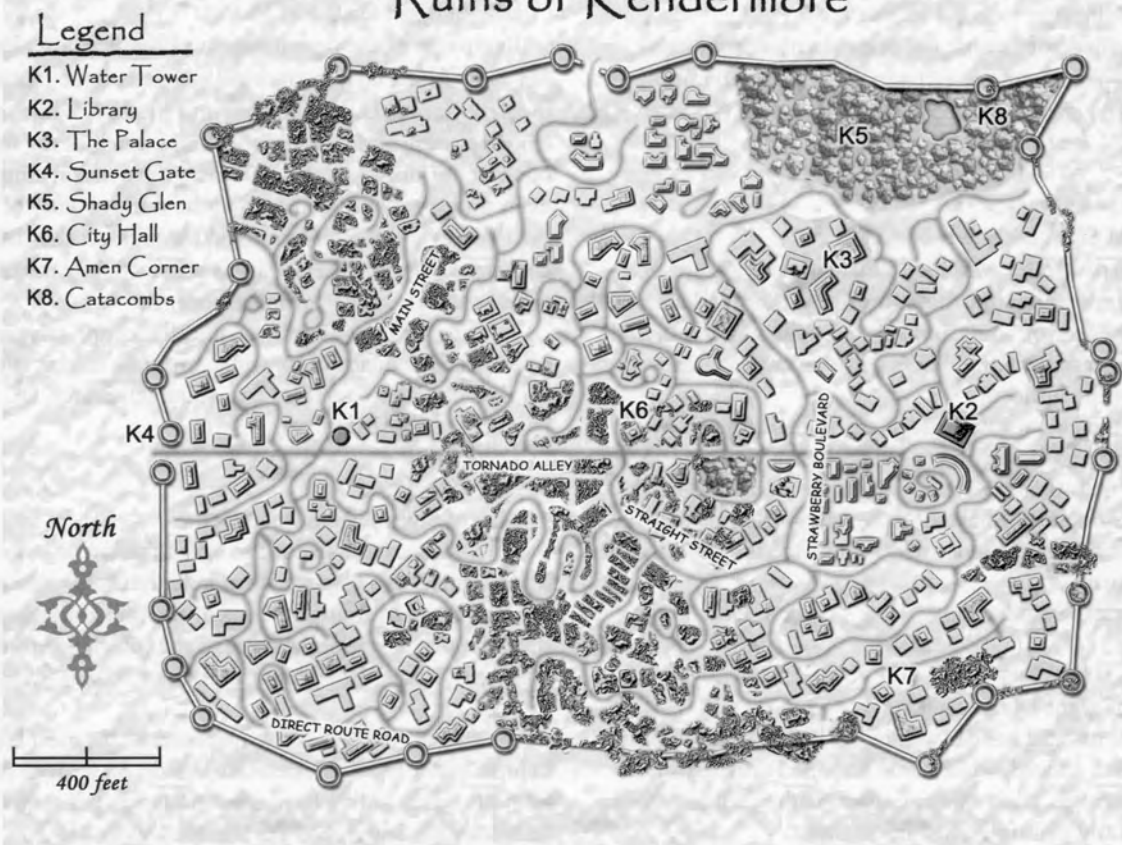 Ruins of Kendermore
Legend
K1. Water Tower
K2. Library
K3. The Palace
K4. Sunset Gate
K5. Shady Glen
K6. City Hall
K7. Amen Corner
K8. Catacombs
K8
K5
K3
MAIN STREET
K1
K6
K2
K4
STRAWBERRY BOULEVARD
TORNADO ALLEY
STRAIGHT STREET
North
K7
DIRECT ROUTE ROAD
400 feet